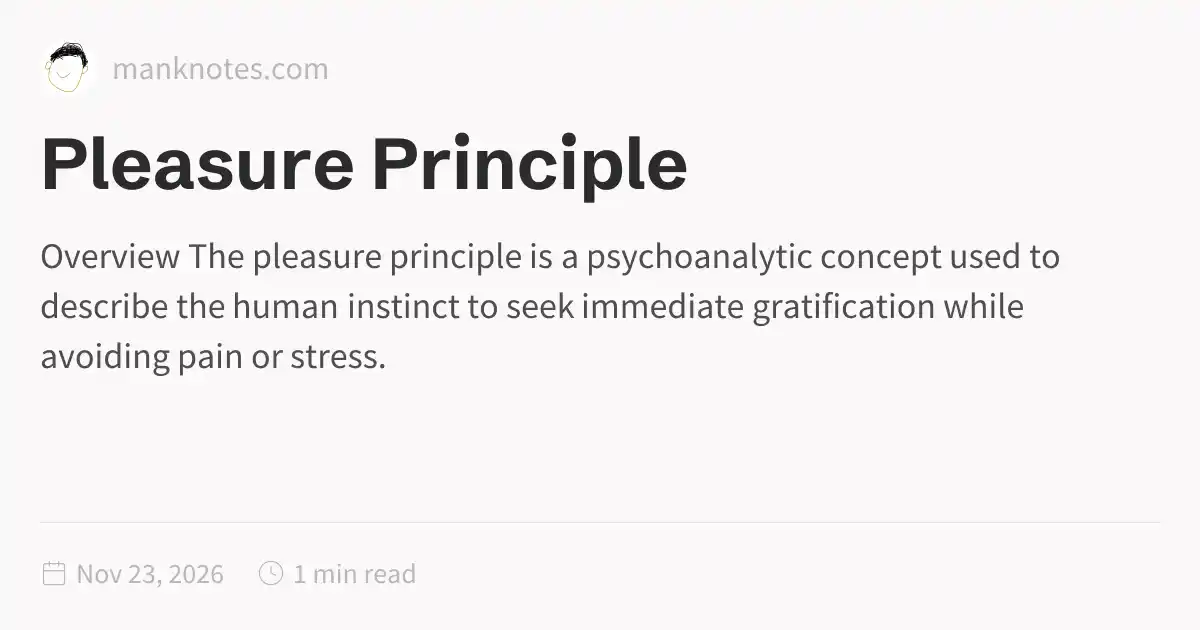 manknotes.com
Pleasure Principle
Overview The pleasure principle is a psychoanalytic concept used to
describe the human instinct to seek immediate gratification while
avoiding pain or stress.
Nov 23, 2026 1 min read